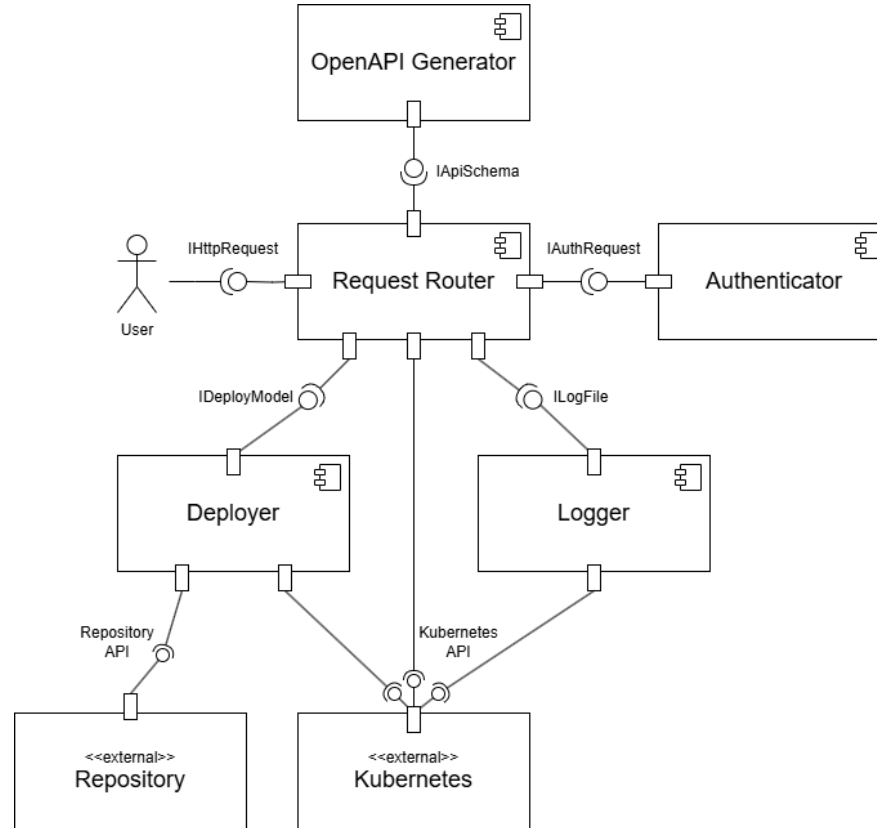 OpenAPI Generator
IApiSchema
IHttpRequest
IAuthRequest
Request Router
Authenticator
User
IDeployModel
ILogFile
Deployer
Logger
Repository
API
Kubernetes
API
<<external>>
Repository
<<external>>
Kubernetes